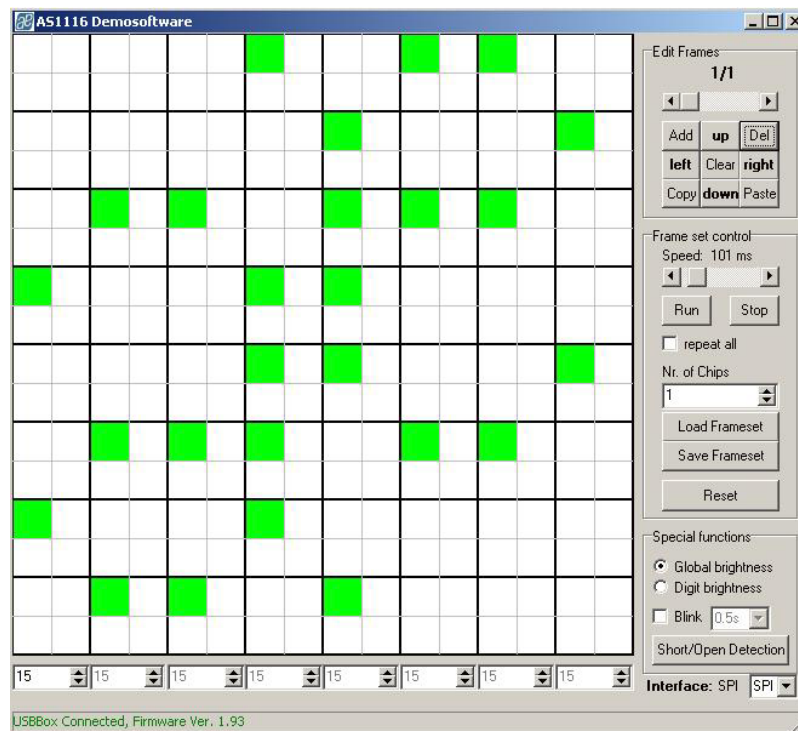 AS1116 Demosoftware
Edit Frames
1/1
Add up Del
left Clear right
Copy down Paste
Frame set control
Speed: 101 ms
Run Stop
repeat all
Nr. of Chips
1
Load Frameset
Save Frameset
Reset
Special functions
Global brightness
Digit brightness
Blink 0.5s
Short/Open Detection
15 15 15 15 15 15 15 15
Interface: SPI SPI
USBBox Connected, Firmware Ver. 1.93